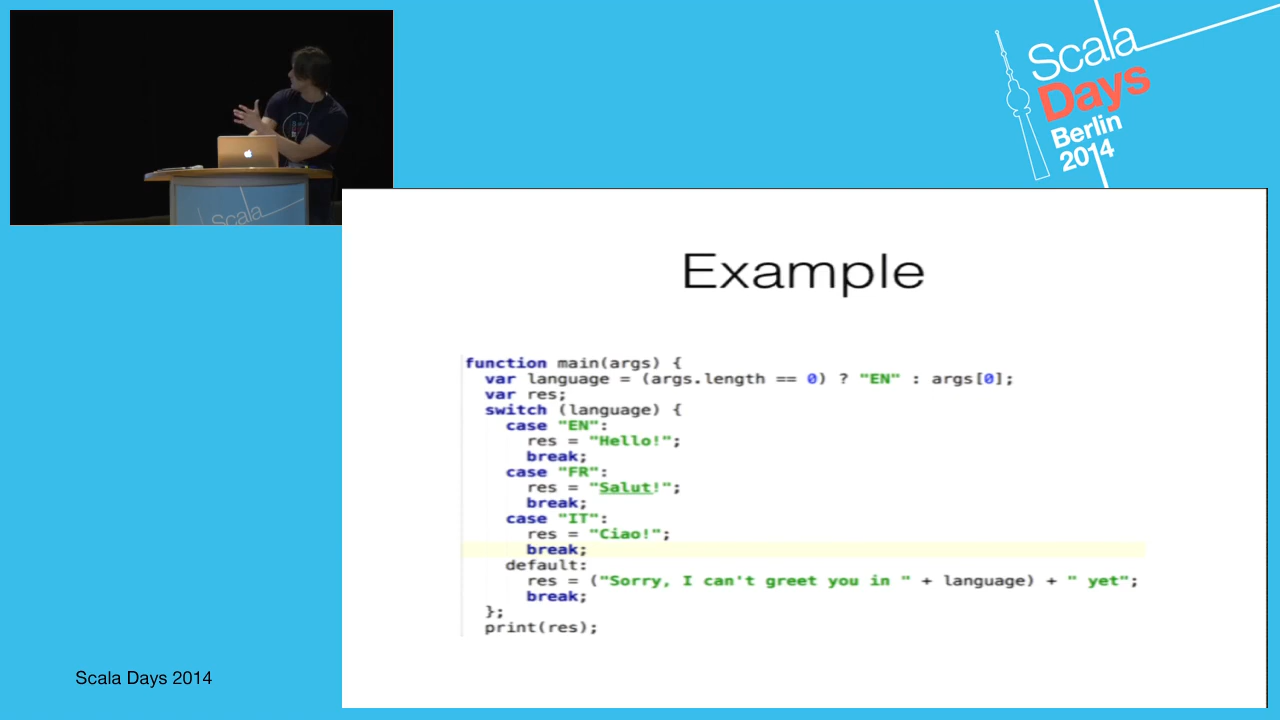 Scala
Days
Berlin
2014
Scala
Example
function main(args) {
  var language = (args.length == 0) ? "EN" : args[0];
  var res;
  switch (language) {
    case "EN":
      res = "Hello!";
      break;
    case "FR":
      res = "Salut!";
      break;
    case "IT":
      res = "Ciao!";
      break;
    default:
      res = ("Sorry, I can't greet you in " + language) + " yet";
      break;
  };
  print(res);
Scala Days 2014